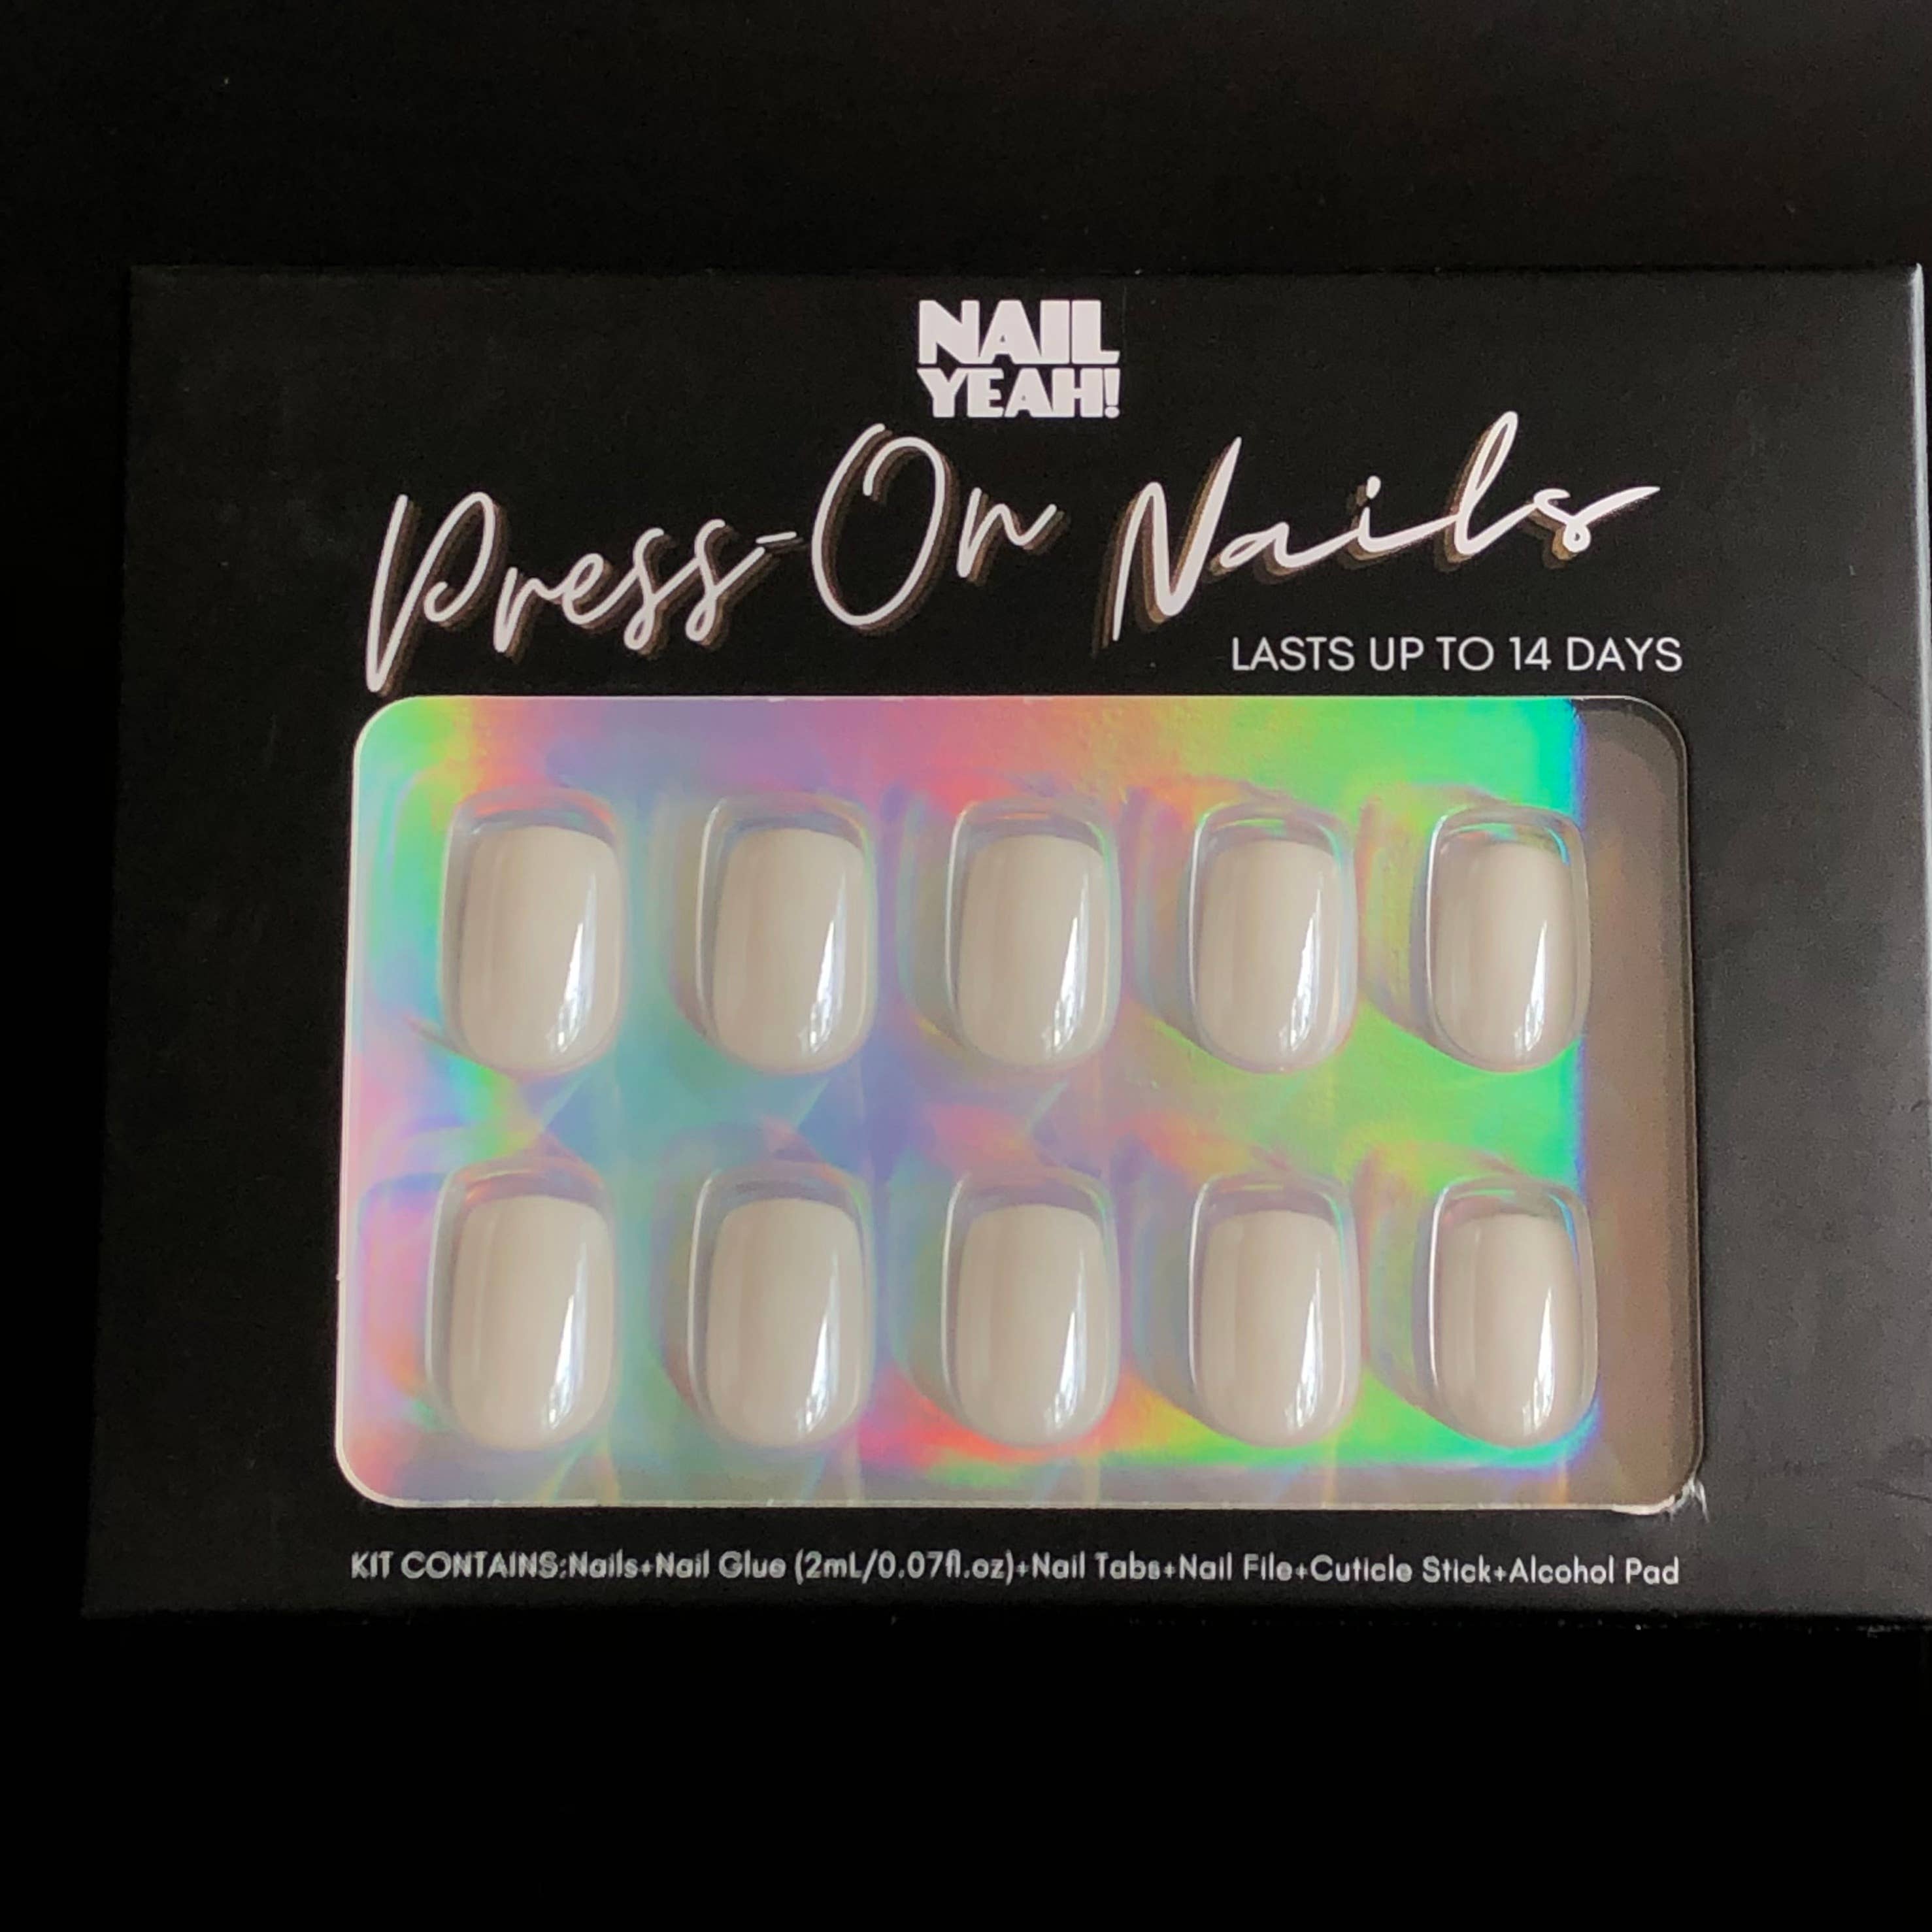 NAIL
YEAH!
Press-On Nails
LASTS UP TO 14 DAYS
KIT CONTAINS:Nails+Nail Glue (2mL/0.07fl.oz)+Nail Tabs+Nail File+Cuticle Stick+Alcohol Pad